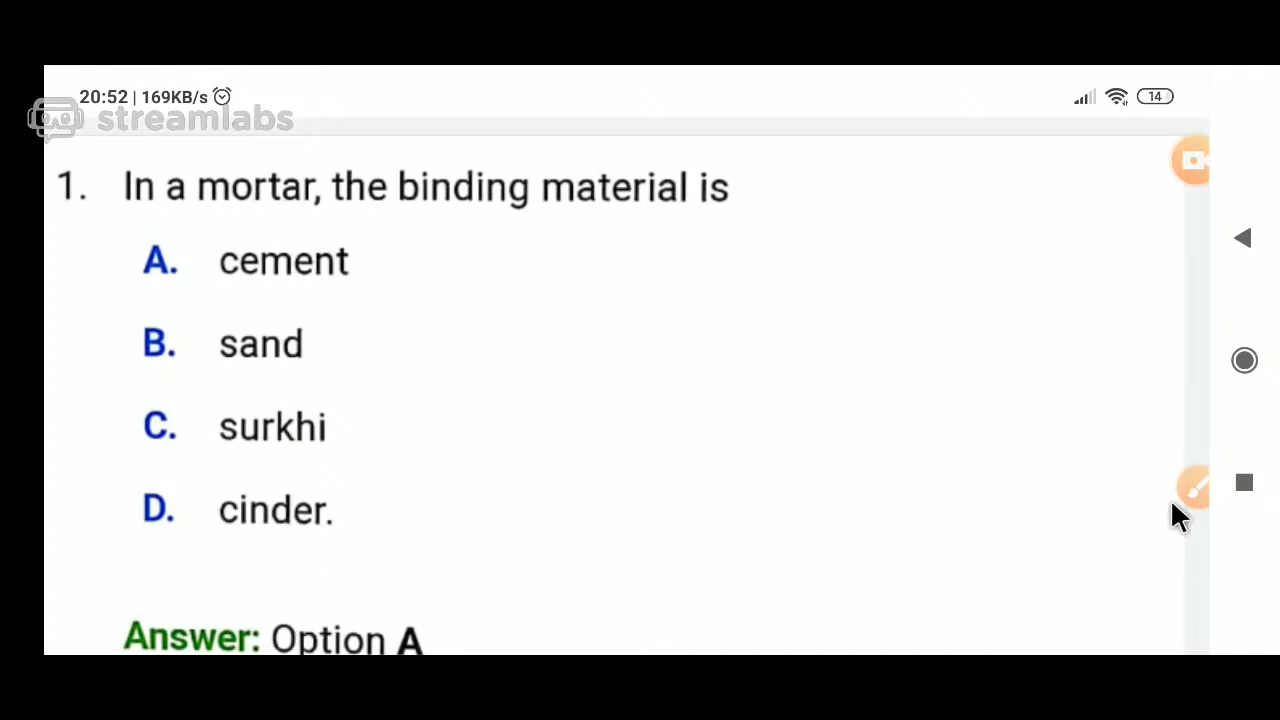 20:52 | 169KB/s
14
streamlabs
1. In a mortar, the binding material is
A. cement
B. sand
C. surkhi
D. cinder.
Answer: Option A